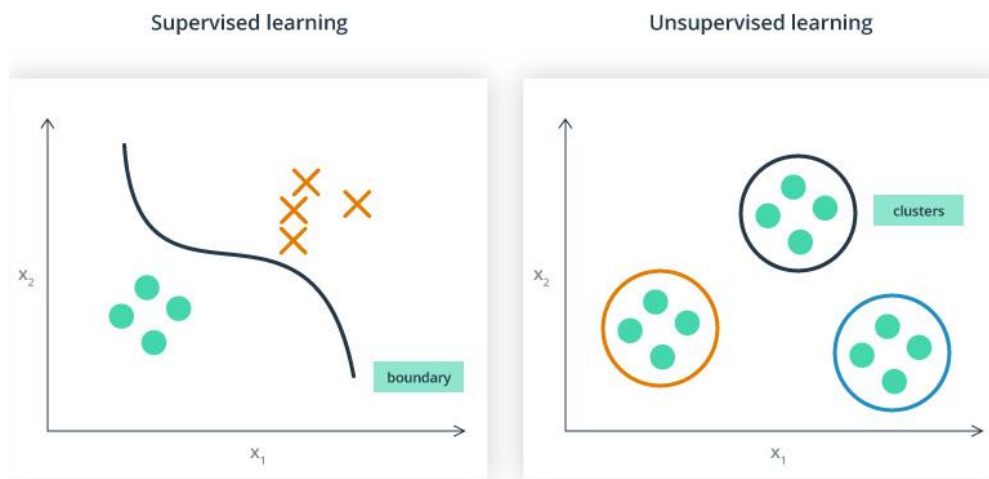 Supervised learning
Unsupervised learning
x₂
boundary
x₁
x₂
clusters
x₁